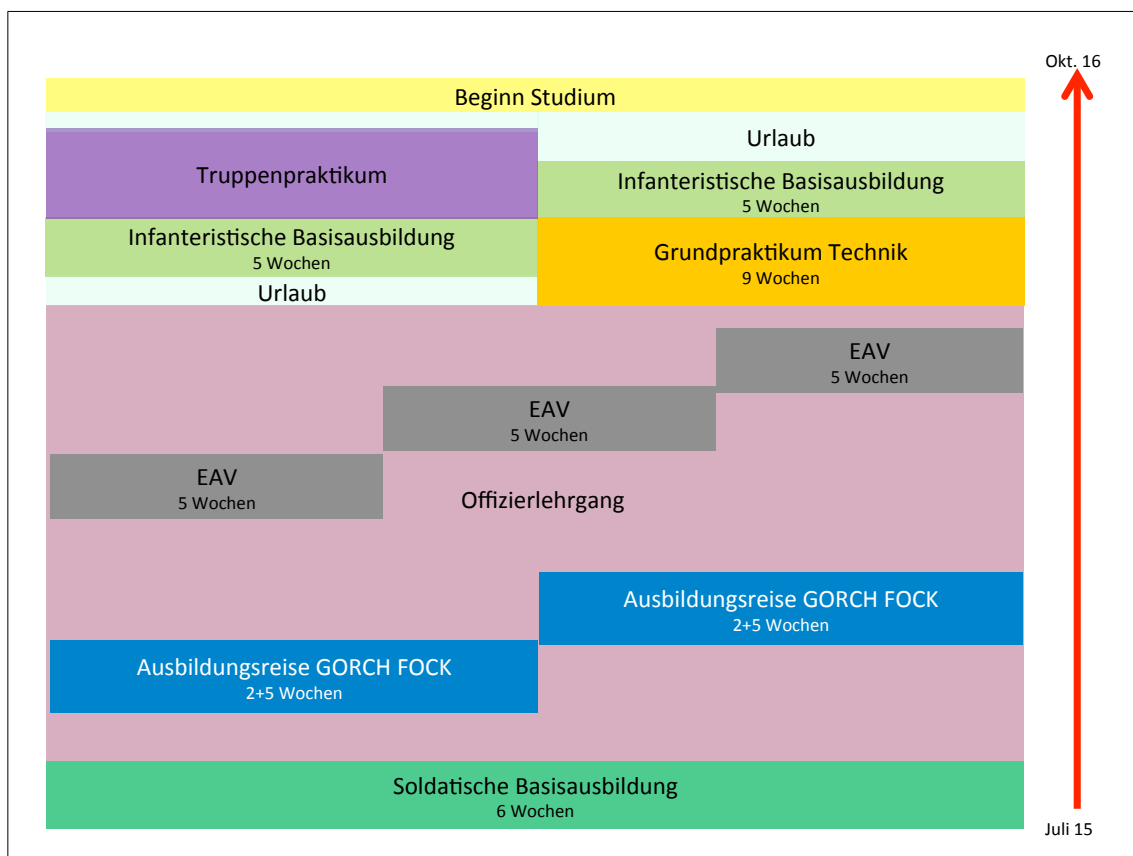 Okt. 16
Beginn Studium
Urlaub
Truppenpraktikum
Infanteristische Basisausbildung
5 Wochen
Infanteristische Basisausbildung
5 Wochen
Grundpraktikum Technik
9 Wochen
Urlaub
EAV
5 Wochen
EAV
5 Wochen
EAV
5 Wochen
Offizierlehrgang
Ausbildungsreise GORCH FOCK
2+5 Wochen
Ausbildungsreise GORCH FOCK
2+5 Wochen
Soldatische Basisausbildung
6 Wochen
Juli 15